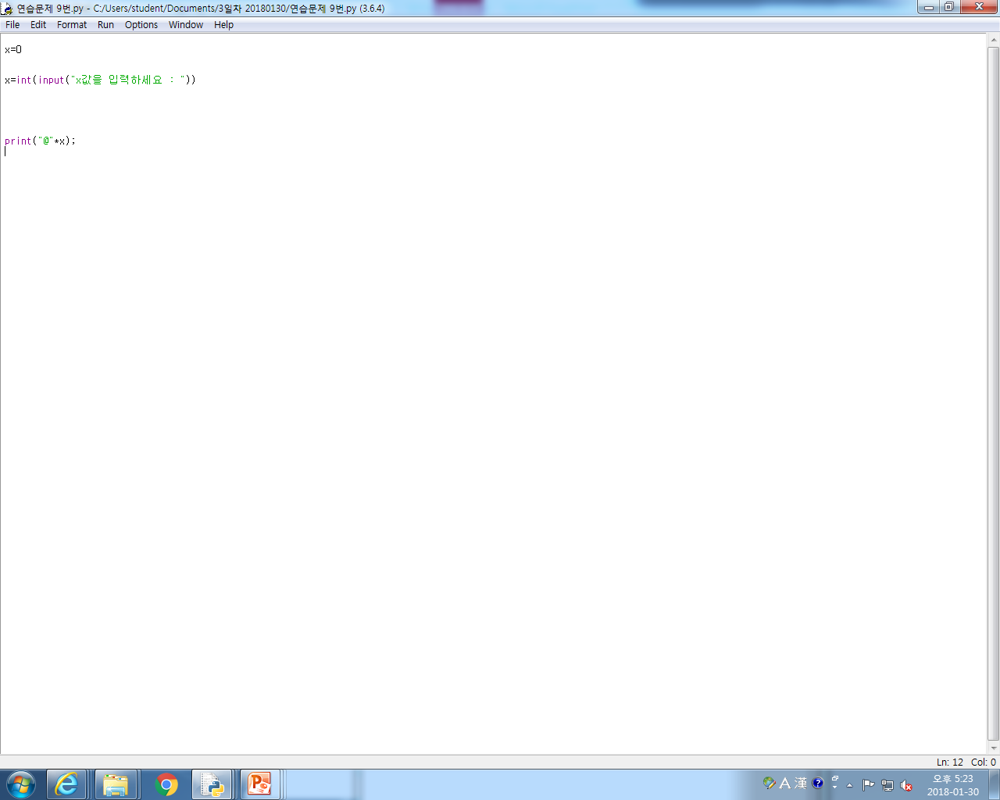 연습문제 9번.py - C:/Users/student/Documents/3일차 20180130/연습문제 9번.py (3.6.4)
File Edit Format Run Options Window Help
x=0
x=int(input("x값을 입력하세요 : "))
print("@"*x);
Ln: 12 Col: 0
A 漢
오후 5:23
2018-01-30